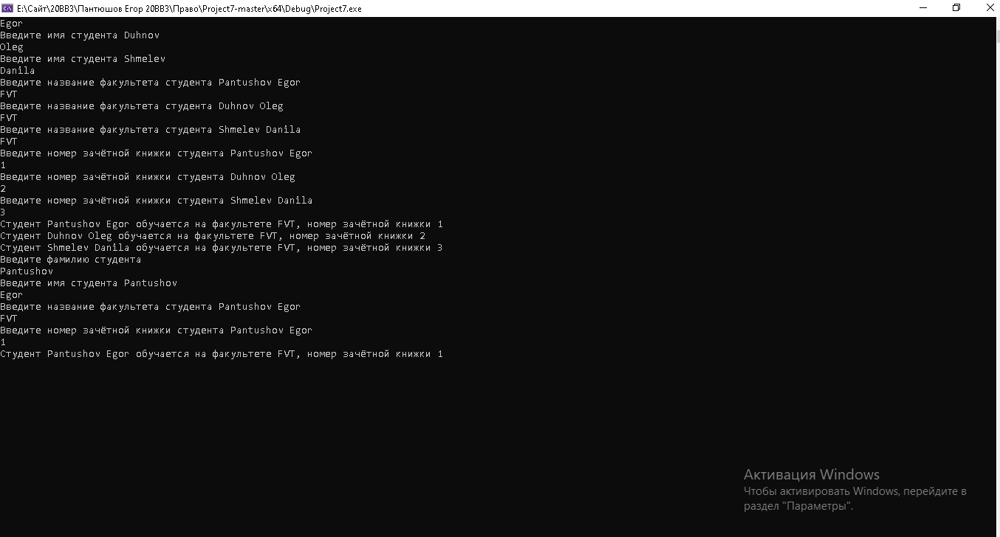 E:\Сайт\20ВВ3\Пантюшов Егор 20ВВ3\Право\Project7-master\x64\Debug\Project7.exe
Egor
Введите имя студента Duhnov
Oleg
Введите имя студента Shmelev
Danila
Введите название факультета студента Pantushov Egor
FVT
Введите название факультета студента Duhnov Oleg
FVT
Введите название факультета студента Shmelev Danila
FVT
Введите номер зачётной книжки студента Pantushov Egor
1
Введите номер зачётной книжки студента Duhnov Oleg
2
Введите номер зачётной книжки студента Shmelev Danila
3
Студент Pantushov Egor обучается на факультете FVT, номер зачётной книжки 1
Студент Duhnov Oleg обучается на факультете FVT, номер зачётной книжки 2
Студент Shmelev Danila обучается на факультете FVT, номер зачётной книжки 3
Введите фамилию студента
Pantushov
Введите имя студента Pantushov
Egor
Введите название факультета студента Pantushov Egor
FVT
Введите номер зачётной книжки студента Pantushov Egor
1
Студент Pantushov Egor обучается на факультете FVT, номер зачётной книжки 1
Активация Windows
Чтобы активировать Windows, перейдите в
раздел "Параметры".